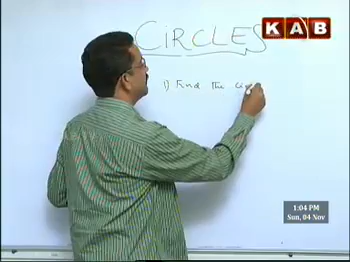 KAB
CIRCLES
1) Find the
1:04 PM
Sun, 04 Nov